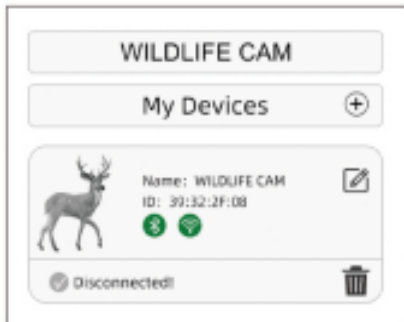 WILDLIFE CAM
My Devices
Name: WILDLIFE CAM
ID: 39:32:2F:08
Disconnected!